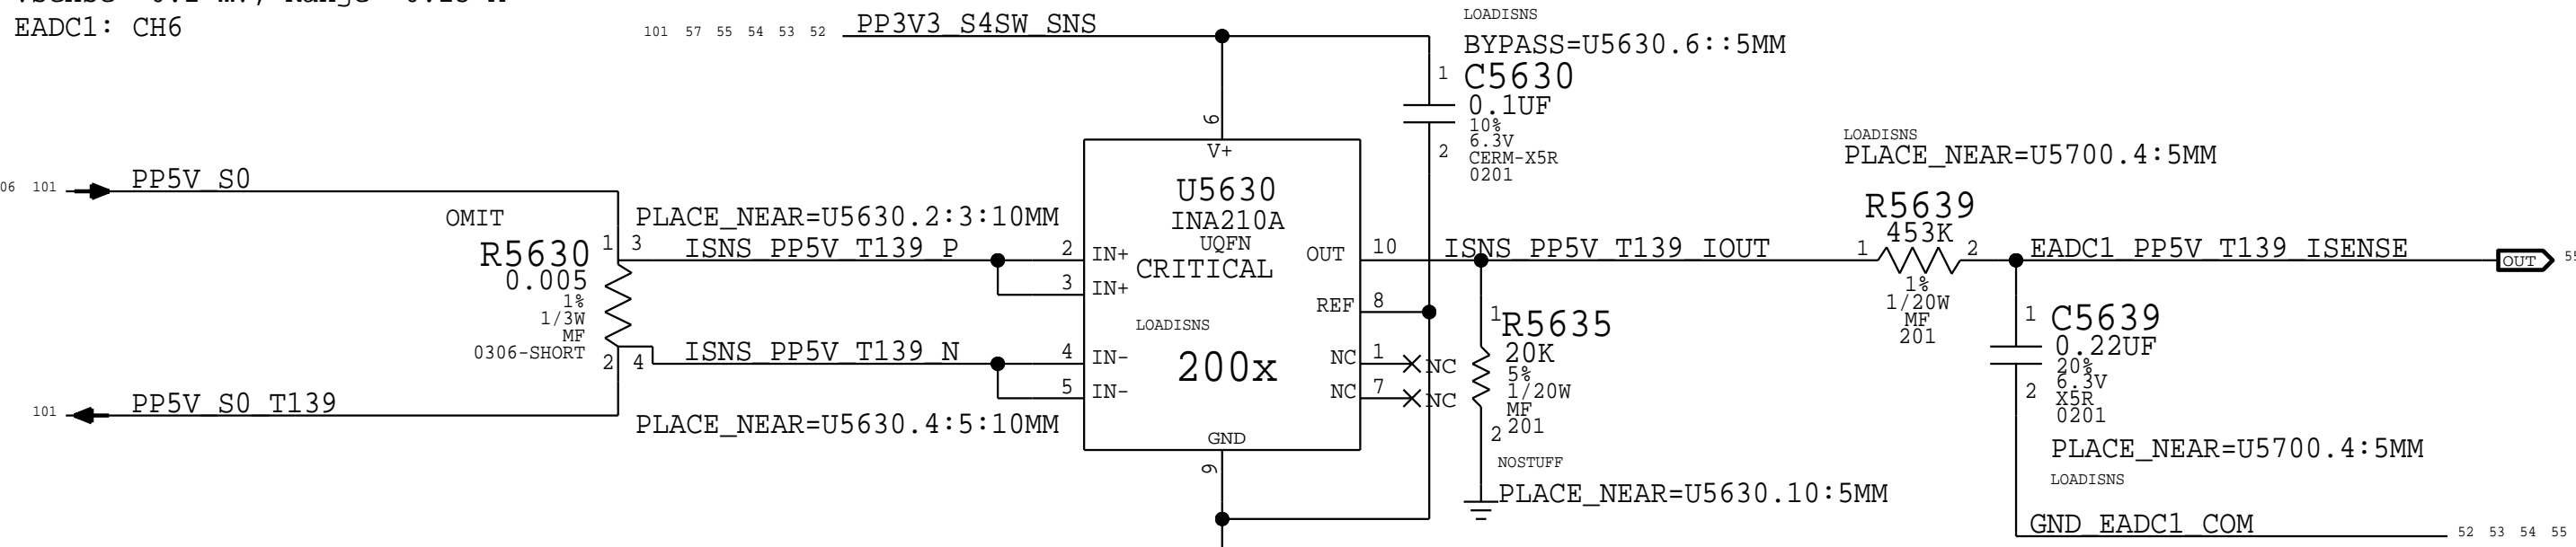 EADC1: CH6
101 57 55 54 53 52 PP3V3_S4SW_SNS
LOADISNS
BYPASS=U5630.6::5MM
1 C5630
0.1UF
10%
6.3V
2 CERM-X5R
0201
6
V+
LOADISNS
PLACE_NEAR=U5700.4:5MM
06 101 PP5V_S0
OMIT
R5630
0.005
1%
1/3W
MF
0306-SHORT
1 3
2 4
PLACE_NEAR=U5630.2:3:10MM
ISNS_PP5V_T139_P
ISNS_PP5V_T139_N
PLACE_NEAR=U5630.4:5:10MM
101 PP5V_S0_T139
U5630
INA210A
UQFN
CRITICAL
LOADISNS
200x
2 IN+
3 IN+
4 IN-
5 IN-
OUT 10
REF 8
NC 1 NC
NC 7 NC
GND
9
ISNS_PP5V_T139_IOUT
1 R5635
20K
5%
1/20W
MF
2 201
NOSTUFF
PLACE_NEAR=U5630.10:5MM
R5639
453K
1 2
1%
1/20W
MF
201
EADC1_PP5V_T139_ISENSE
OUT
1 C5639
0.22UF
20%
6.3V
2 X5R
0201
PLACE_NEAR=U5700.4:5MM
LOADISNS
GND_EADC1_COM 52 53 54 55